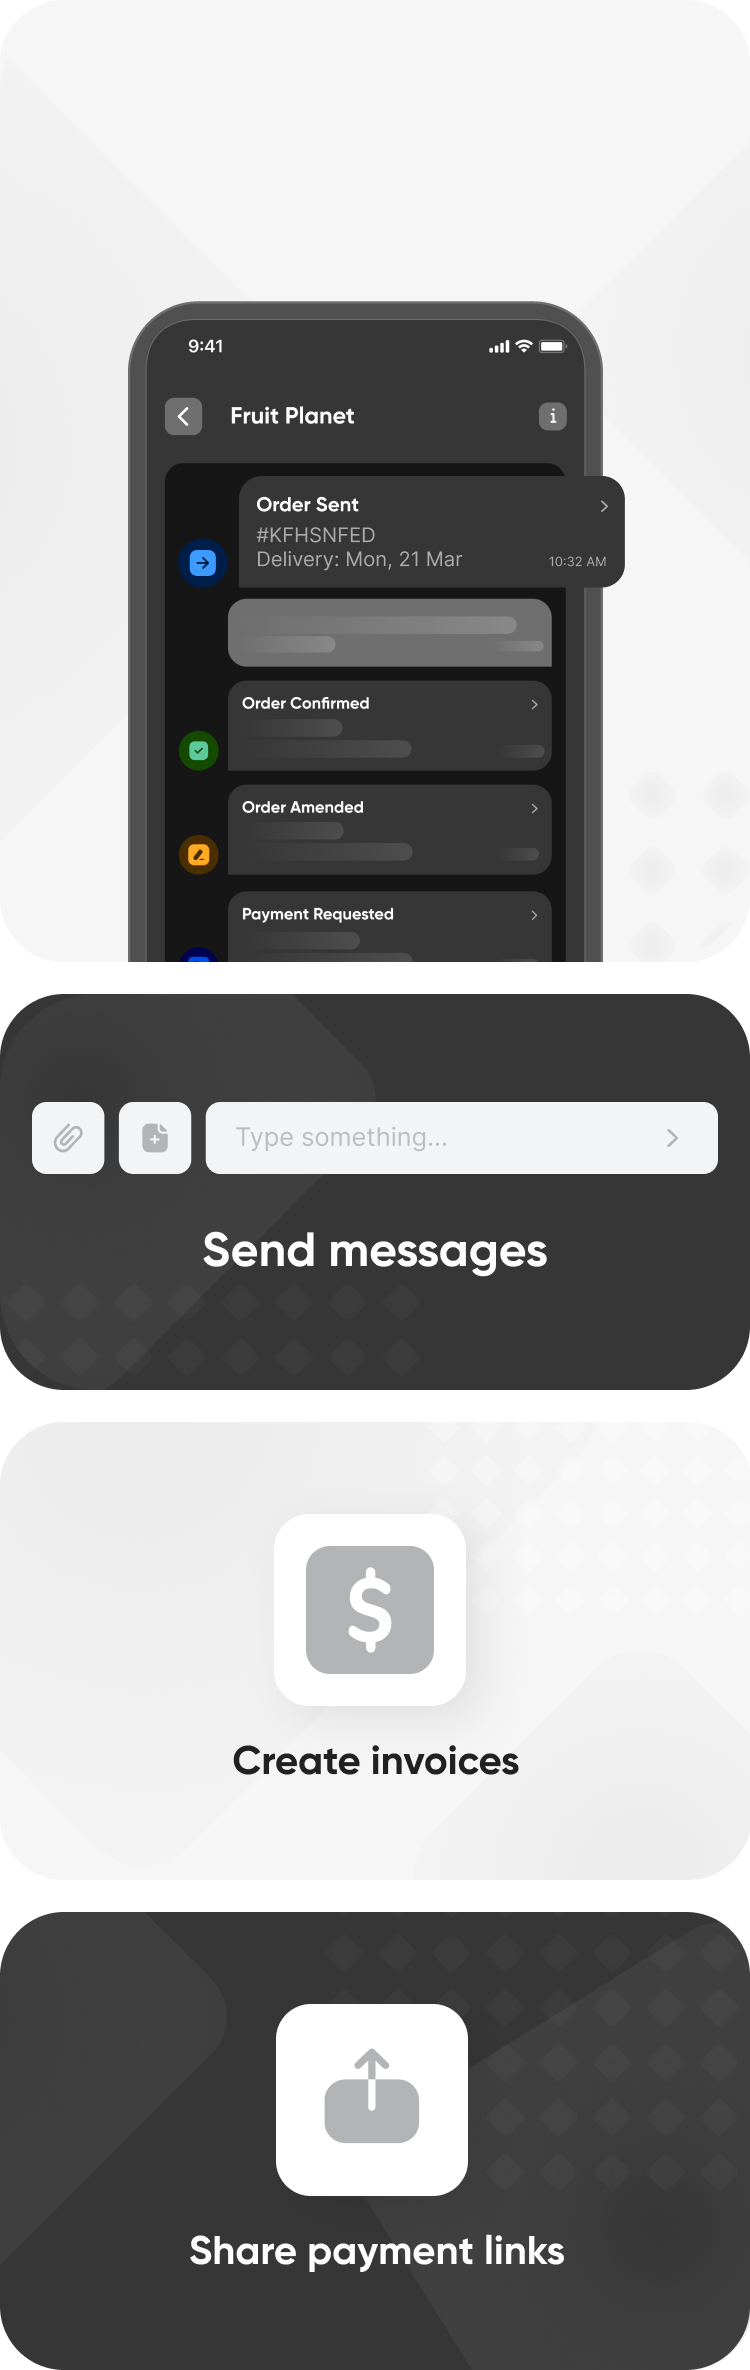 9:41
Fruit Planet
Order Sent
#KFHSNFED
Delivery: Mon, 21 Mar
10:32 AM
Order Confirmed
Order Amended
Payment Requested
Type something...
Send messages
$
Create invoices
Share payment links